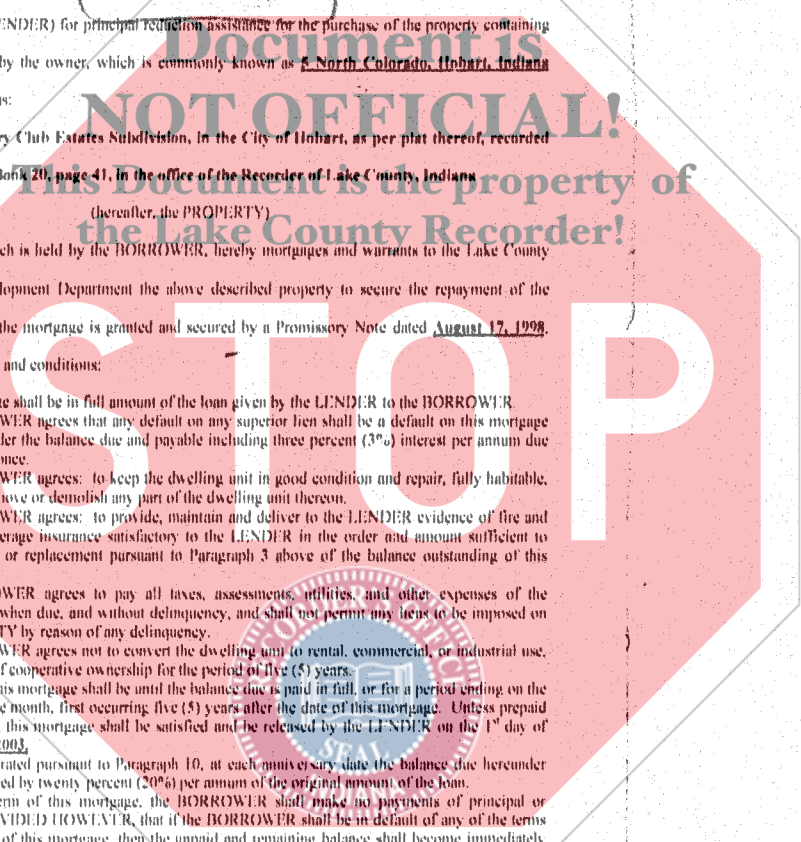 ENDER) for principal reduction assistance for the purchase of the property containing
Document is
by the owner, which is commonly known as 5 North Colorado, Hobart, Indiana
s:
NOT OFFICIAL!
ry Club Estates Subdivision, in the City of Hobart, as per plat thereof, recorded
Book 20, page 41, in the office of the Recorder of Lake County, Indiana
This Document is the property of
(hereafter, the PROPERTY)
the Lake County Recorder!
ch is held by the BORROWER, hereby mortgages and warrants to the Lake County
lopment Department the above described property to secure the repayment of the
the mortgage is granted and secured by a Promissory Note dated August 17, 1998,
and conditions:
STOP
ge shall be in full amount of the loan given by the LENDER to the BORROWER.
WER agrees that any default on any superior lien shall be a default on this mortgage
der the balance due and payable including three percent (3%) interest per annum due
once.
WER agrees: to keep the dwelling unit in good condition and repair, fully habitable,
move or demolish any part of the dwelling unit thereon.
WER agrees: to provide, maintain and deliver to the LENDER evidence of fire and
erage insurance satisfactory to the LENDER in the order and amount sufficient to
or replacement pursuant to Paragraph 3 above of the balance outstanding of this
OWER agrees to pay all taxes, assessments, utilities, and other expenses of the
when due, and without delinquency, and shall not permit any liens to be imposed on
TY by reason of any delinquency.
WER agrees not to convert the dwelling unit to rental, commercial, or industrial use,
f cooperative ownership for the period of five (5) years.
his mortgage shall be until the balance due is paid in full, or for a period ending on the
e month, first occurring five (5) years after the date of this mortgage. Unless prepaid
this mortgage shall be satisfied and be released by the LENDER on the 1st day of
2003.
rated pursuant to Paragraph 10, at each anniversary date the balance due hereunder
ed by twenty percent (20%) per annum of the original amount of the loan.
erm of this mortgage, the BORROWER shall make no payments of principal or
VIDED HOWEVER, that if the BORROWER shall be in default of any of the terms
of this mortgage, then the unpaid and remaining balance shall become immediately
RECORDER'S OFFICE
SEAL
INDIANA